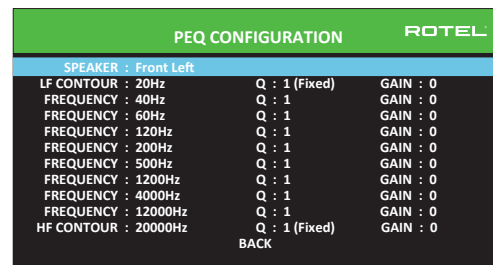 PEQ CONFIGURATION ROTEL
SPEAKER : Front Left
LF CONTOUR : 20Hz Q : 1 (Fixed) GAIN : 0
FREQUENCY : 40Hz Q : 1 GAIN : 0
FREQUENCY : 60Hz Q : 1 GAIN : 0
FREQUENCY : 120Hz Q : 1 GAIN : 0
FREQUENCY : 200Hz Q : 1 GAIN : 0
FREQUENCY : 500Hz Q : 1 GAIN : 0
FREQUENCY : 1200Hz Q : 1 GAIN : 0
FREQUENCY : 4000Hz Q : 1 GAIN : 0
FREQUENCY : 12000Hz Q : 1 GAIN : 0
HF CONTOUR : 20000Hz Q : 1 (Fixed) GAIN : 0
BACK